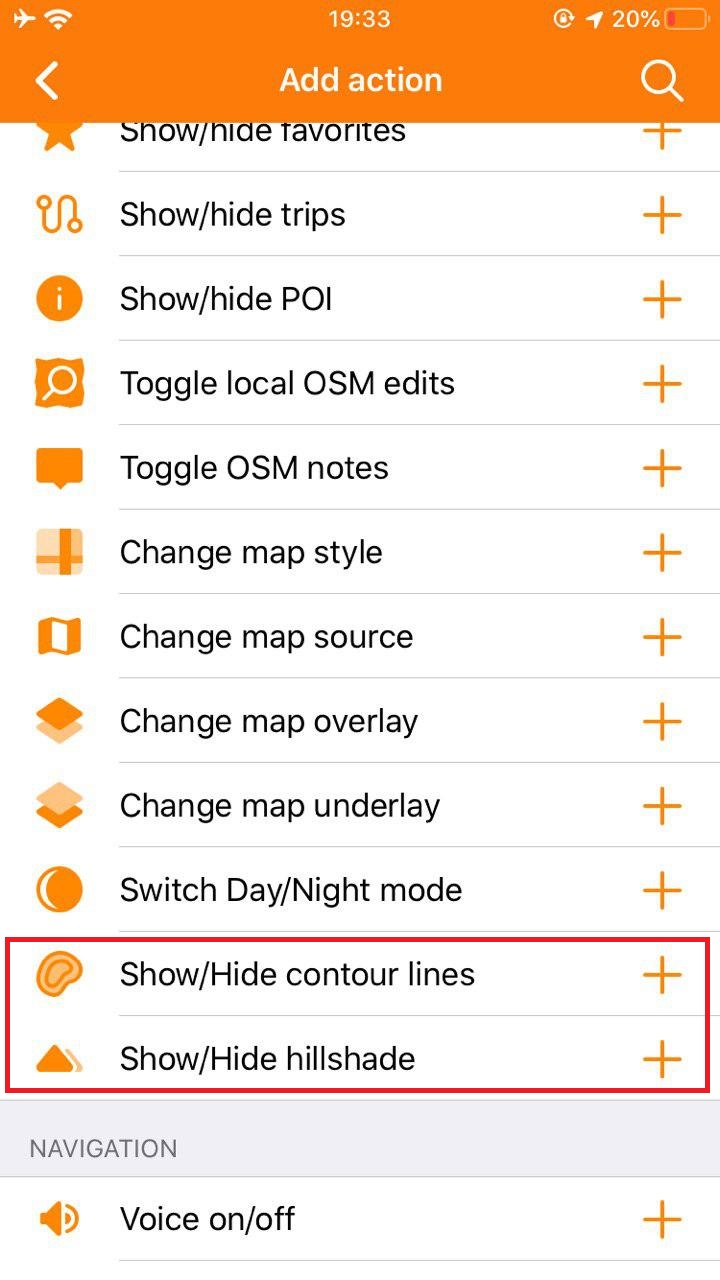 19:33
20%
Add action
Show/hide favorites
Show/hide trips
Show/hide POI
Toggle local OSM edits
Toggle OSM notes
Change map style
Change map source
Change map overlay
Change map underlay
Switch Day/Night mode
Show/Hide contour lines
Show/Hide hillshade
NAVIGATION
Voice on/off